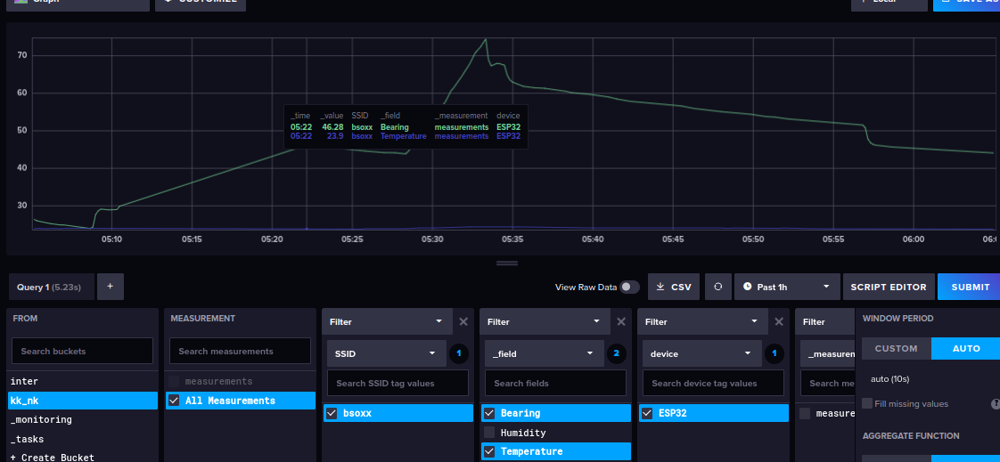 Graph CUSTOMIZE Local SAVE AS
70
60
50
40
30
_time _value SSID _field _measurement device
05:22 46.28 bsoxx Bearing measurements ESP32
05:22 23.9 bsoxx Temperature measurements ESP32
05:10 05:15 05:20 05:25 05:30 05:35 05:40 05:45 05:50 05:55 06:00 06:0
Query 1 (5.23s) + View Raw Data CSV Past 1h SCRIPT EDITOR SUBMIT
FROM
Search buckets
inter
kk_nk
_monitoring
_tasks
+ Create Bucket
MEASUREMENT
Search measurements
measurements
All Measurements
Filter
SSID 1
Search SSID tag values
bsoxx
Filter
_field 2
Search fields
Bearing
Humidity
Temperature
Filter
device 1
Search device tag values
ESP32
Filter
_measuren
Search me
measure
WINDOW PERIOD
CUSTOM AUTO
auto (10s)
Fill missing values ?
AGGREGATE FUNCTION